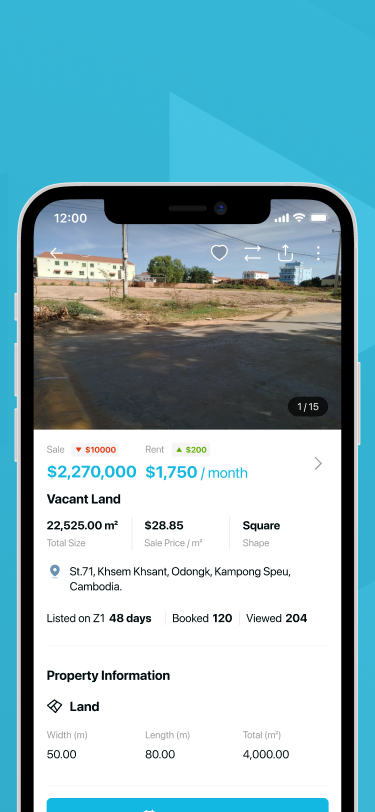 12:00
1 / 15
Sale ▼ $10000 Rent ▲ $200
$2,270,000 $1,750 / month
Vacant Land
22,525.00 m² $28.85 Square
Total Size Sale Price / m² Shape
St.71, Khsem Khsant, Odongk, Kampong Speu,
Cambodia.
Listed on Z1 48 days Booked 120 Viewed 204
Property Information
Land
Width (m) Length (m) Total (m²)
50.00 80.00 4,000.00